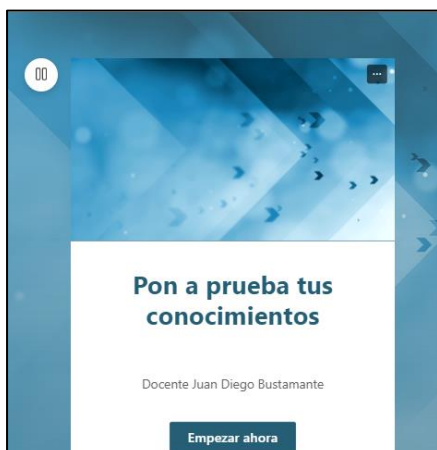 Pon a prueba tus
conocimientos
Docente Juan Diego Bustamante
Empezar ahora